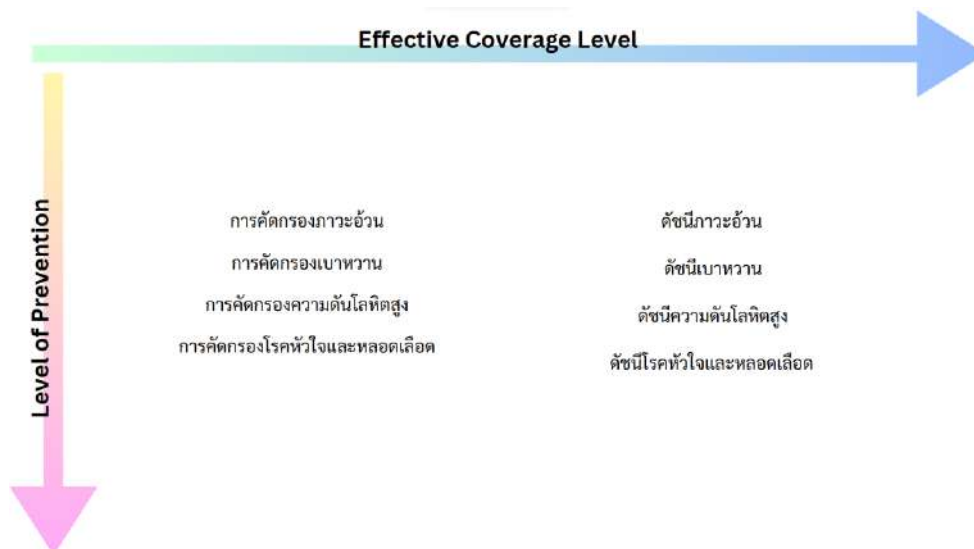 Effective Coverage Level
Level of Prevention
การคัดกรองภาวะอ้วน
การคัดกรองเบาหวาน
การคัดกรองความดันโลหิตสูง
การคัดกรองโรคหัวใจและหลอดเลือด
ดัชนีภาวะอ้วน
ดัชนีเบาหวาน
ดัชนีความดันโลหิตสูง
ดัชนีโรคหัวใจและหลอดเลือด